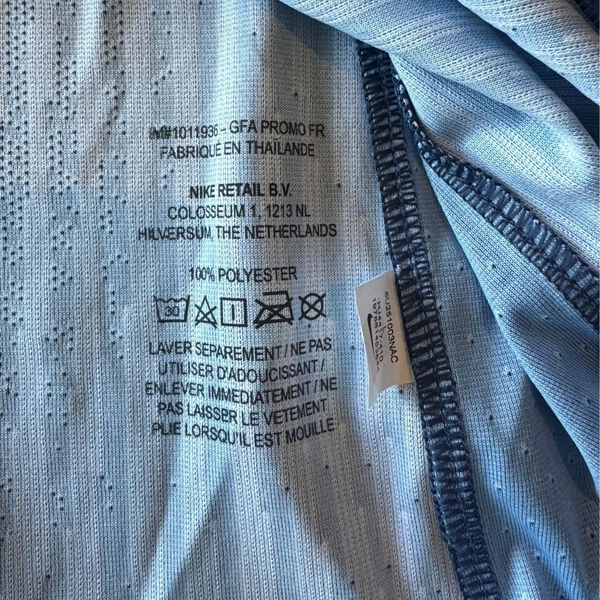 IM#1011936 - GFA PROMO FR
FABRIQUÉ EN THAÏLANDE
NIKE RETAIL B.V.
COLOSSEUM 1, 1213 NL
HILVERSUM, THE NETHERLANDS
100% POLYESTER
30
LAVER SEPAREMENT / NE PAS
UTILISER D'ADOUCISSANT /
ENLEVER IMMEDIATEMENT / NE
PAS LAISSER LE VETEMENT
PLIE LORSQU'IL EST MOUILLE